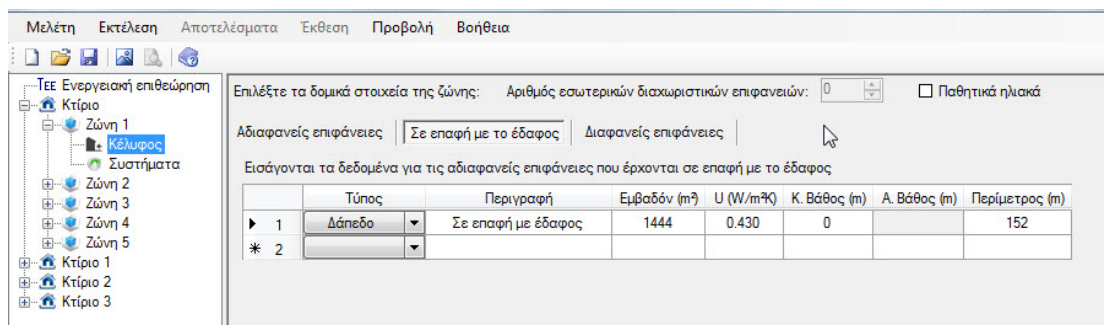 Μελέτη Εκτέλεση Αποτελέσματα Έκθεση Προβολή Βοήθεια
ΤΕΕ Ενεργειακή επιθεώρηση
Κτίριο
Ζώνη 1
Κέλυφος
Συστήματα
Ζώνη 2
Ζώνη 3
Ζώνη 4
Ζώνη 5
Κτίριο 1
Κτίριο 2
Κτίριο 3
Επιλέξτε τα δομικά στοιχεία της ζώνης: Αριθμός εσωτερικών διαχωριστικών επιφανειών: 0 Παθητικά ηλιακά
Αδιαφανείς επιφάνειες Σε επαφή με το έδαφος Διαφανείς επιφάνειες
Εισάγονται τα δεδομένα για τις αδιαφανείς επιφάνειες που έρχονται σε επαφή με το έδαφος
Τύπος Περιγραφή Εμβαδόν (m²) U (W/m²K) Κ. Βάθος (m) Α. Βάθος (m) Περίμετρος (m)
1 Δάπεδο Σε επαφή με έδαφος 1444 0.430 0 152
2